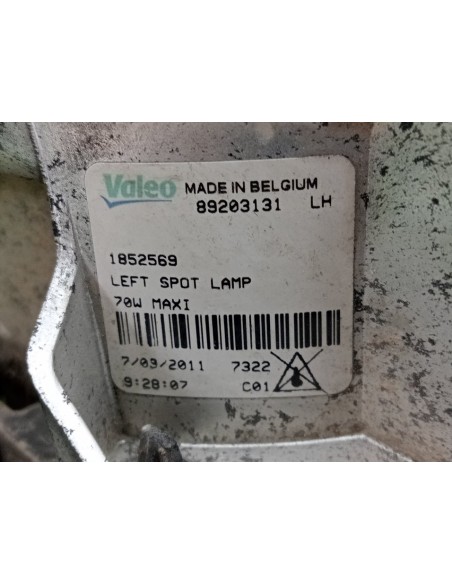 Valeo MADE IN BELGIUM
89203131 LH
1852569
LEFT SPOT LAMP
70W MAXI
7/03/2011 7322
9:28:07 C01